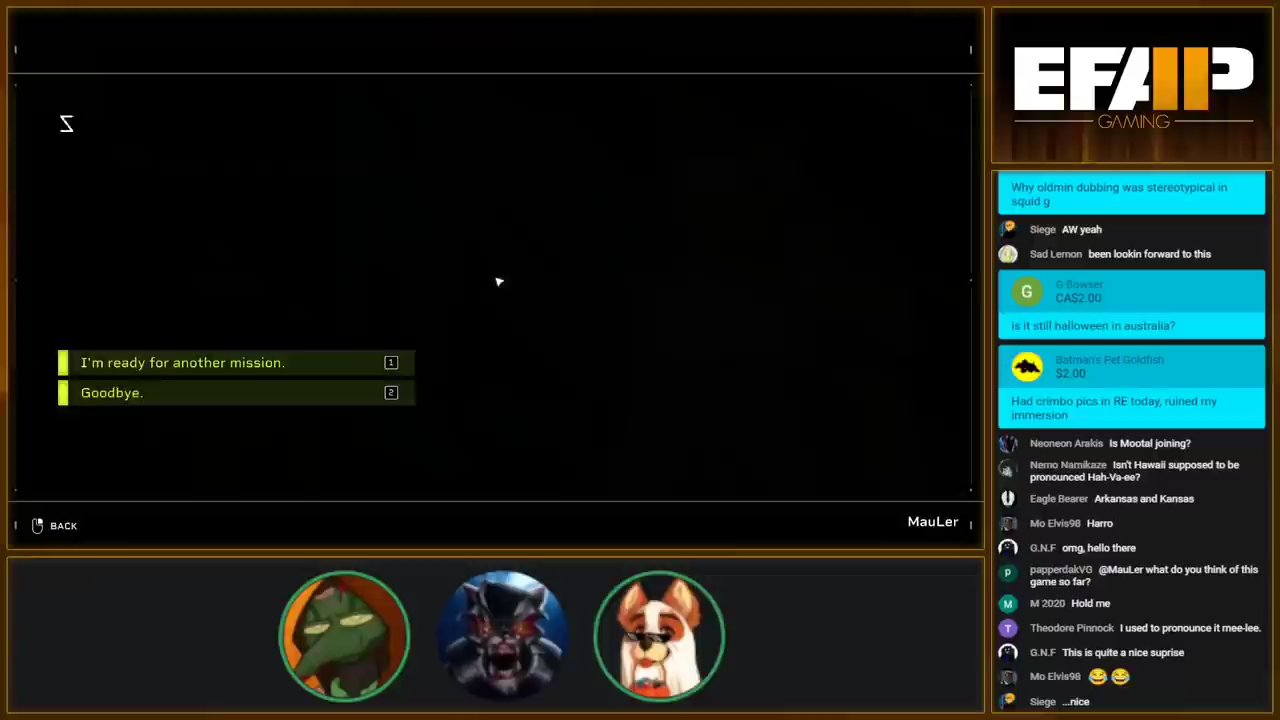 I'm ready for another mission. 1
Goodbye. 2
BACK
MauLer
EFAP
GAMING
Why oldmin dubbing was stereotypical in
squid g
Siege AW yeah
Sad Lemon been lookin forward to this
G
G Bowser
CA$2.00
Is it still halloween in australia?
Batman's Pet Goldfish
$2.00
Had crimbo pics in RE today, ruined my
immersion
Neoneon Arakis Is Mootal joining?
Nemo Namikaze Isn't Hawaii supposed to be
pronounced Hah-Va-ee?
Eagle Bearer Arkansas and Kansas
Mo Elvis98 Harro
G.N.F omg, hello there
P papperdakVG @MauLer what do you think of this
game so far?
M M 2020 Hold me
T Theodore Pinnock I used to pronounce it mee-lee.
G.N.F This is quite a nice suprise
Mo Elvis98 😂 😂
Siege ...nice